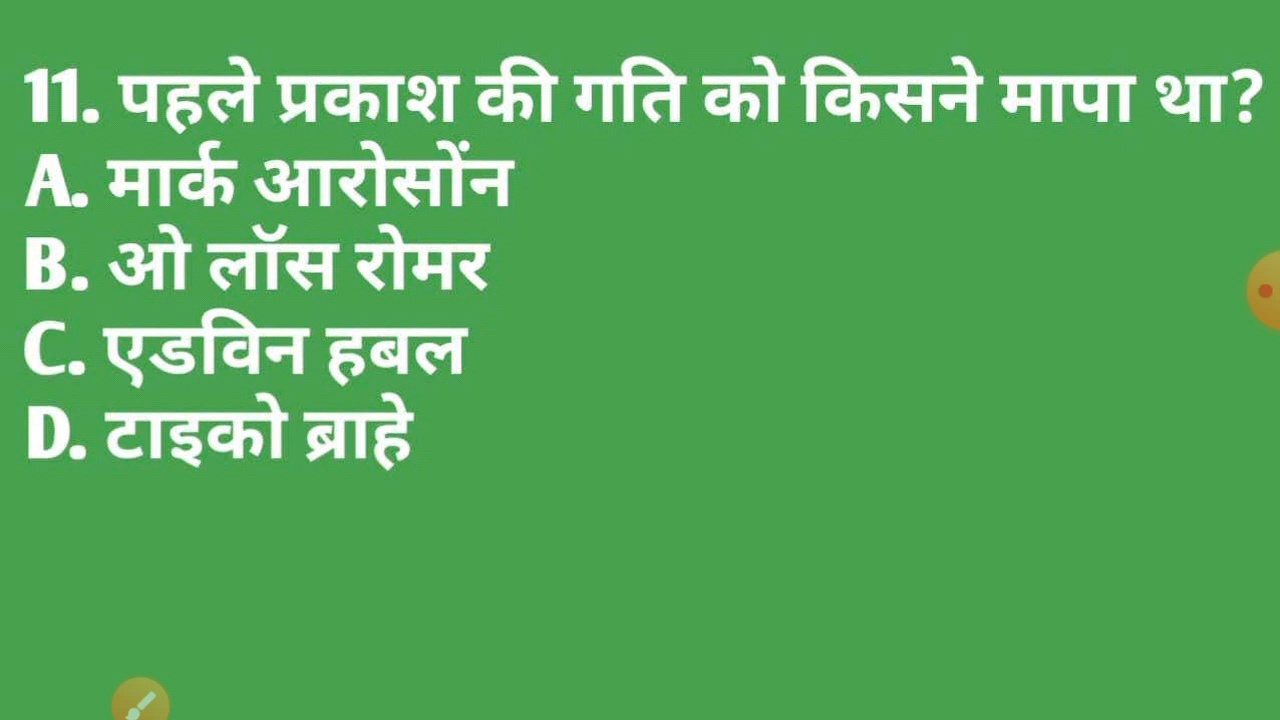 11. पहले प्रकाश की गति को किसने मापा था?
A. मार्क आरोसोंन
B. ओ लॉस रोमर
C. एडविन हबल
D. टाइको ब्राहे